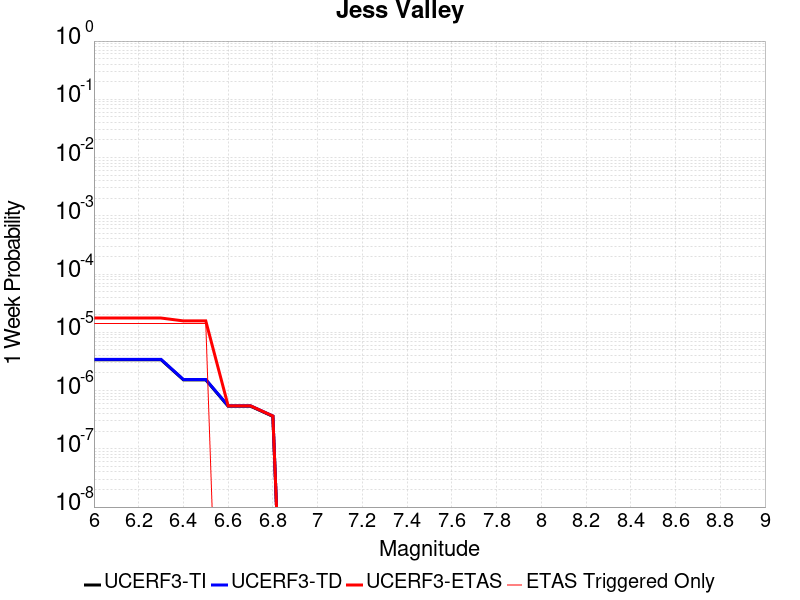 Jess Valley
10 0
10 -1
10 -2
10 -3
10 -4
10 -5
10 -6
10 -7
10 -8
1 Week Probability
6 6.2 6.4 6.6 6.8 7 7.2 7.4 7.6 7.8 8 8.2 8.4 8.6 8.8 9
Magnitude
UCERF3-TI UCERF3-TD UCERF3-ETAS ETAS Triggered Only